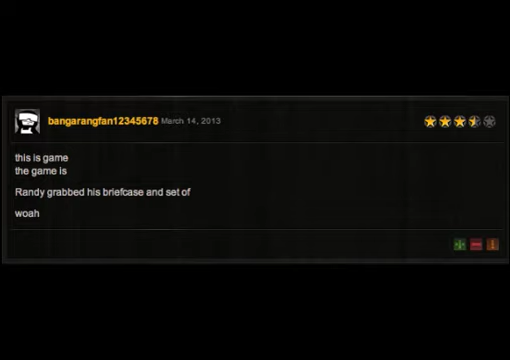 bangarangfan12345678 March 14, 2013
this is game
the game is
Randy grabbed his briefcase and set of
woah